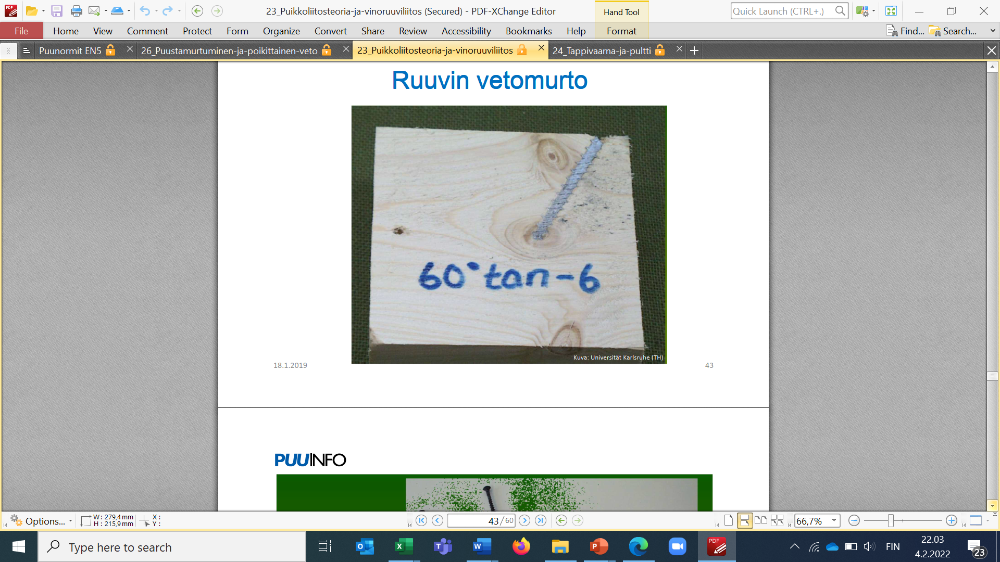 23_Puikkoliitosteoria-ja-vinoruuviliitos (Secured) - PDF-XChange Editor
Hand Tool
Quick Launch (CTRL+.)
File Home View Comment Protect Form Organize Convert Share Review Accessibility Bookmarks Help Format Find... Search...
Puunormit EN5 26_Puustamurtuminen-ja-poikittainen-veto 23_Puikkoliitosteoria-ja-vinoruuviliitos 24_Tappivaarna-ja-pultti
Ruuvin vetomurto
60° tan-6
Kuva: Universität Karlsruhe (TH)
18.1.2019 43
PUUINFO
Options... W: 279,4 mm X:
H: 215,9 mm Y:
43 / 60
66,7%
Type here to search
FIN
22.03
4.2.2022
23